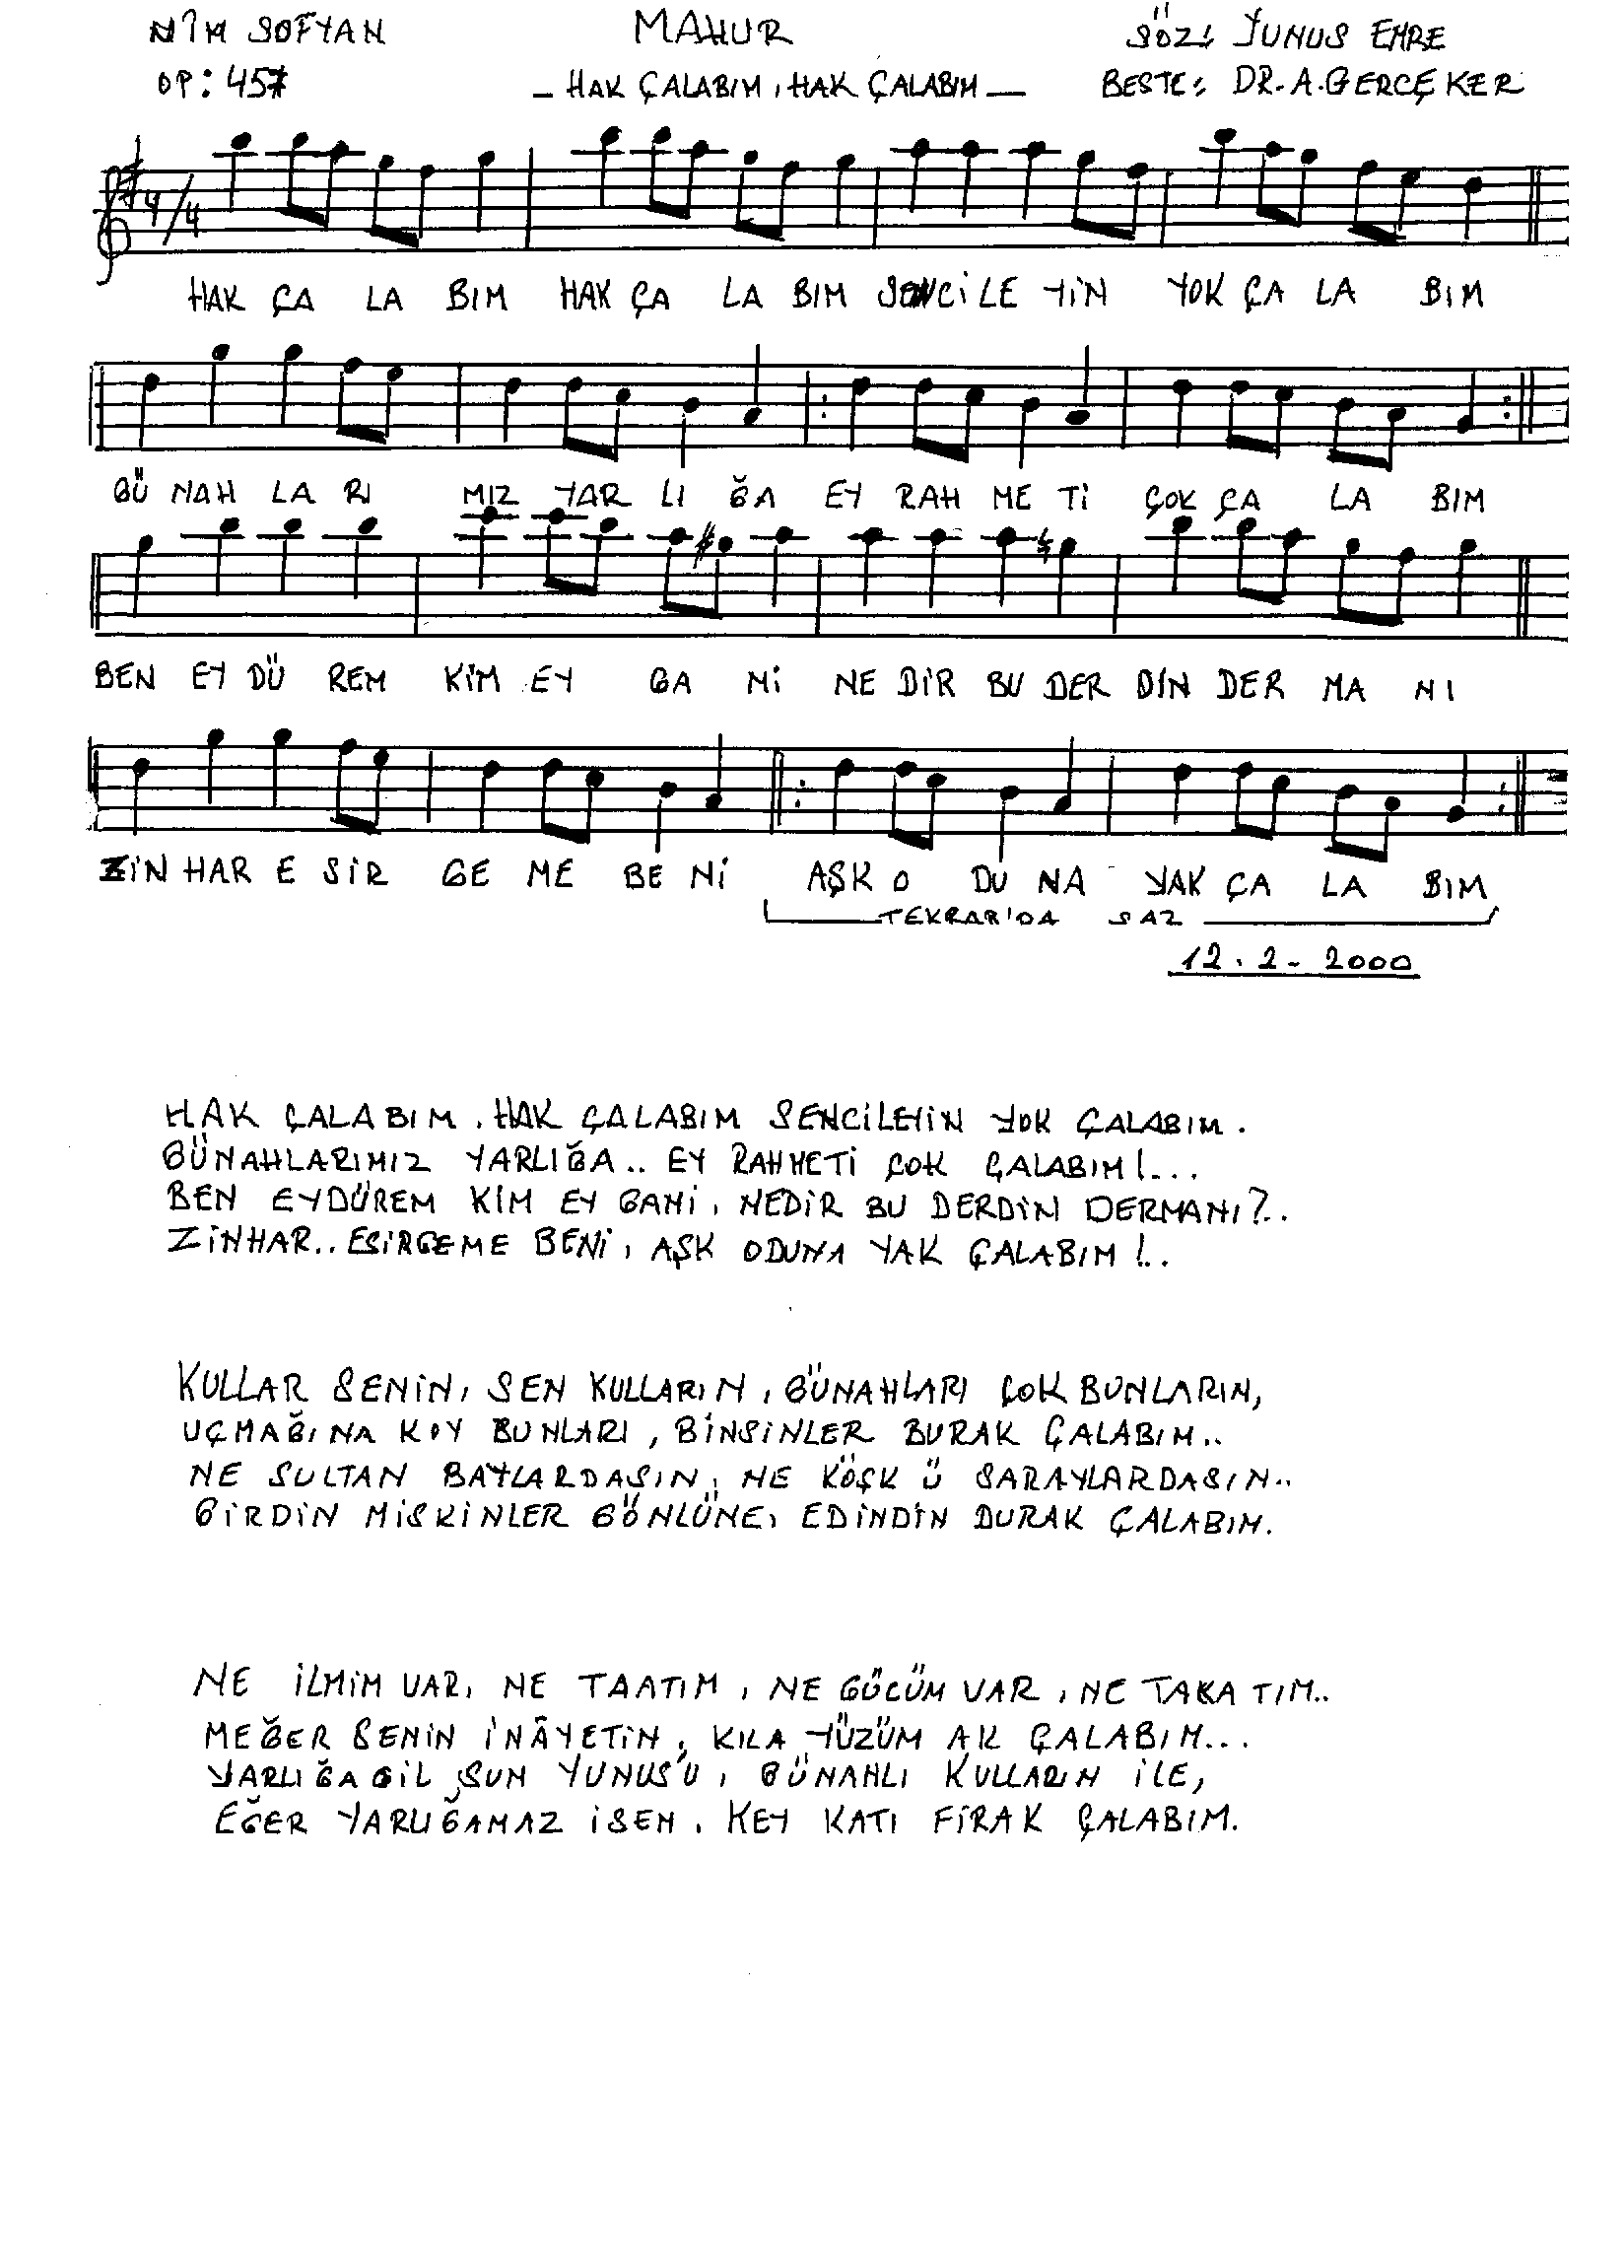 NİM SOFYAN MAHUR SÖZ: YUNUS EMRE
OP: 457 - HAK ÇALABIM, HAK ÇALABIM - BESTE: DR. A. GERÇEKER
4/4
HAK ÇA LA BIM HAK ÇA LA BIM SENCİ LE YİN YOK ÇA LA BIM
GÜ NAH LA RI MIZ YAR LI ĞA EY RAH ME Tİ ÇOK ÇA LA BIM
BEN EY DÜ REM KİM EY GA Nİ NE DİR BU DER DİN DER MA NI
ZİN HAR E SİR GE ME BE Nİ AŞK O DU NA YAK ÇA LA BIM
TEKRAR'DA SAZ
12.2-2000
HAK ÇALABIM, HAK ÇALABIM SENCİLEYİN YOK ÇALABIM.
GÜNAHLARIMIZ YARLIĞA.. EY RAHMETİ ÇOK ÇALABIM!...
BEN EYDÜREM KİM EY GANİ, NEDİR BU DERDİN DERMANI?..
ZİNHAR.. ESİRGEME BENİ, AŞK ODUNA YAK ÇALABIM!..
KULLAR SENİN, SEN KULLARIN, GÜNAHLARI ÇOK BUNLARIN,
UÇMAĞINA KOY BUNLARI, BİNSİNLER BURAK ÇALABIM..
NE SULTAN BAYLARDASIN, NE KÖŞK Ü SARAYLARDASIN..
GİRDİN MİSKİNLER GÖNLÜNE, EDİNDİN DURAK ÇALABIM.
NE İLMİM VAR, NE TAATIM, NE GÜCÜM VAR, NE TAKATIM..
MEĞER SENİN İNÂYETİN, KILA YÜZÜM AK ÇALABIM...
YARLIĞAGİL ŞUN YUNUS'U, GÜNAHLI KULLARIN İLE,
EĞER YARLIĞAMAZ İSEN, KEY KATI FİRAK ÇALABIM.